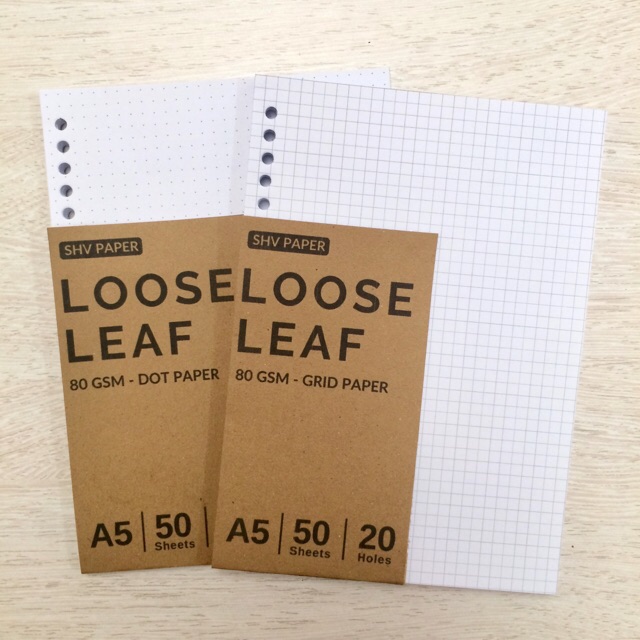 SHV PAPER
LOOSE
LEAF
80 GSM - DOT PAPER
A5 | 50 Sheets |
SHV PAPER
LOOSE
LEAF
80 GSM - GRID PAPER
A5 | 50 Sheets | 20 Holes